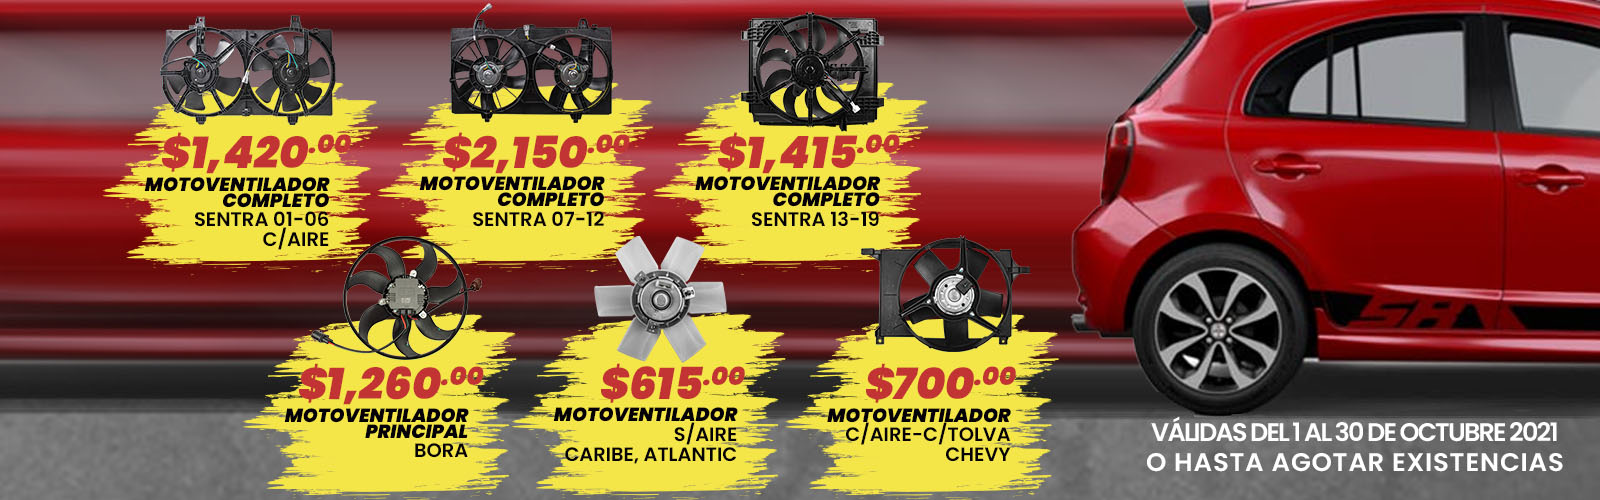 $1,420.00
MOTOVENTILADOR
COMPLETO
SENTRA 01-06
C/AIRE
$2,150.00
MOTOVENTILADOR
COMPLETO
SENTRA 07-12
$1,415.00
MOTOVENTILADOR
COMPLETO
SENTRA 13-19
$1,260.00
MOTOVENTILADOR
PRINCIPAL
BORA
$615.00
MOTOVENTILADOR
S/AIRE
CARIBE, ATLANTIC
$700.00
MOTOVENTILADOR
C/AIRE-C/TOLVA
CHEVY
VÁLIDAS DEL 1 AL 30 DE OCTUBRE 2021
O HASTA AGOTAR EXISTENCIAS